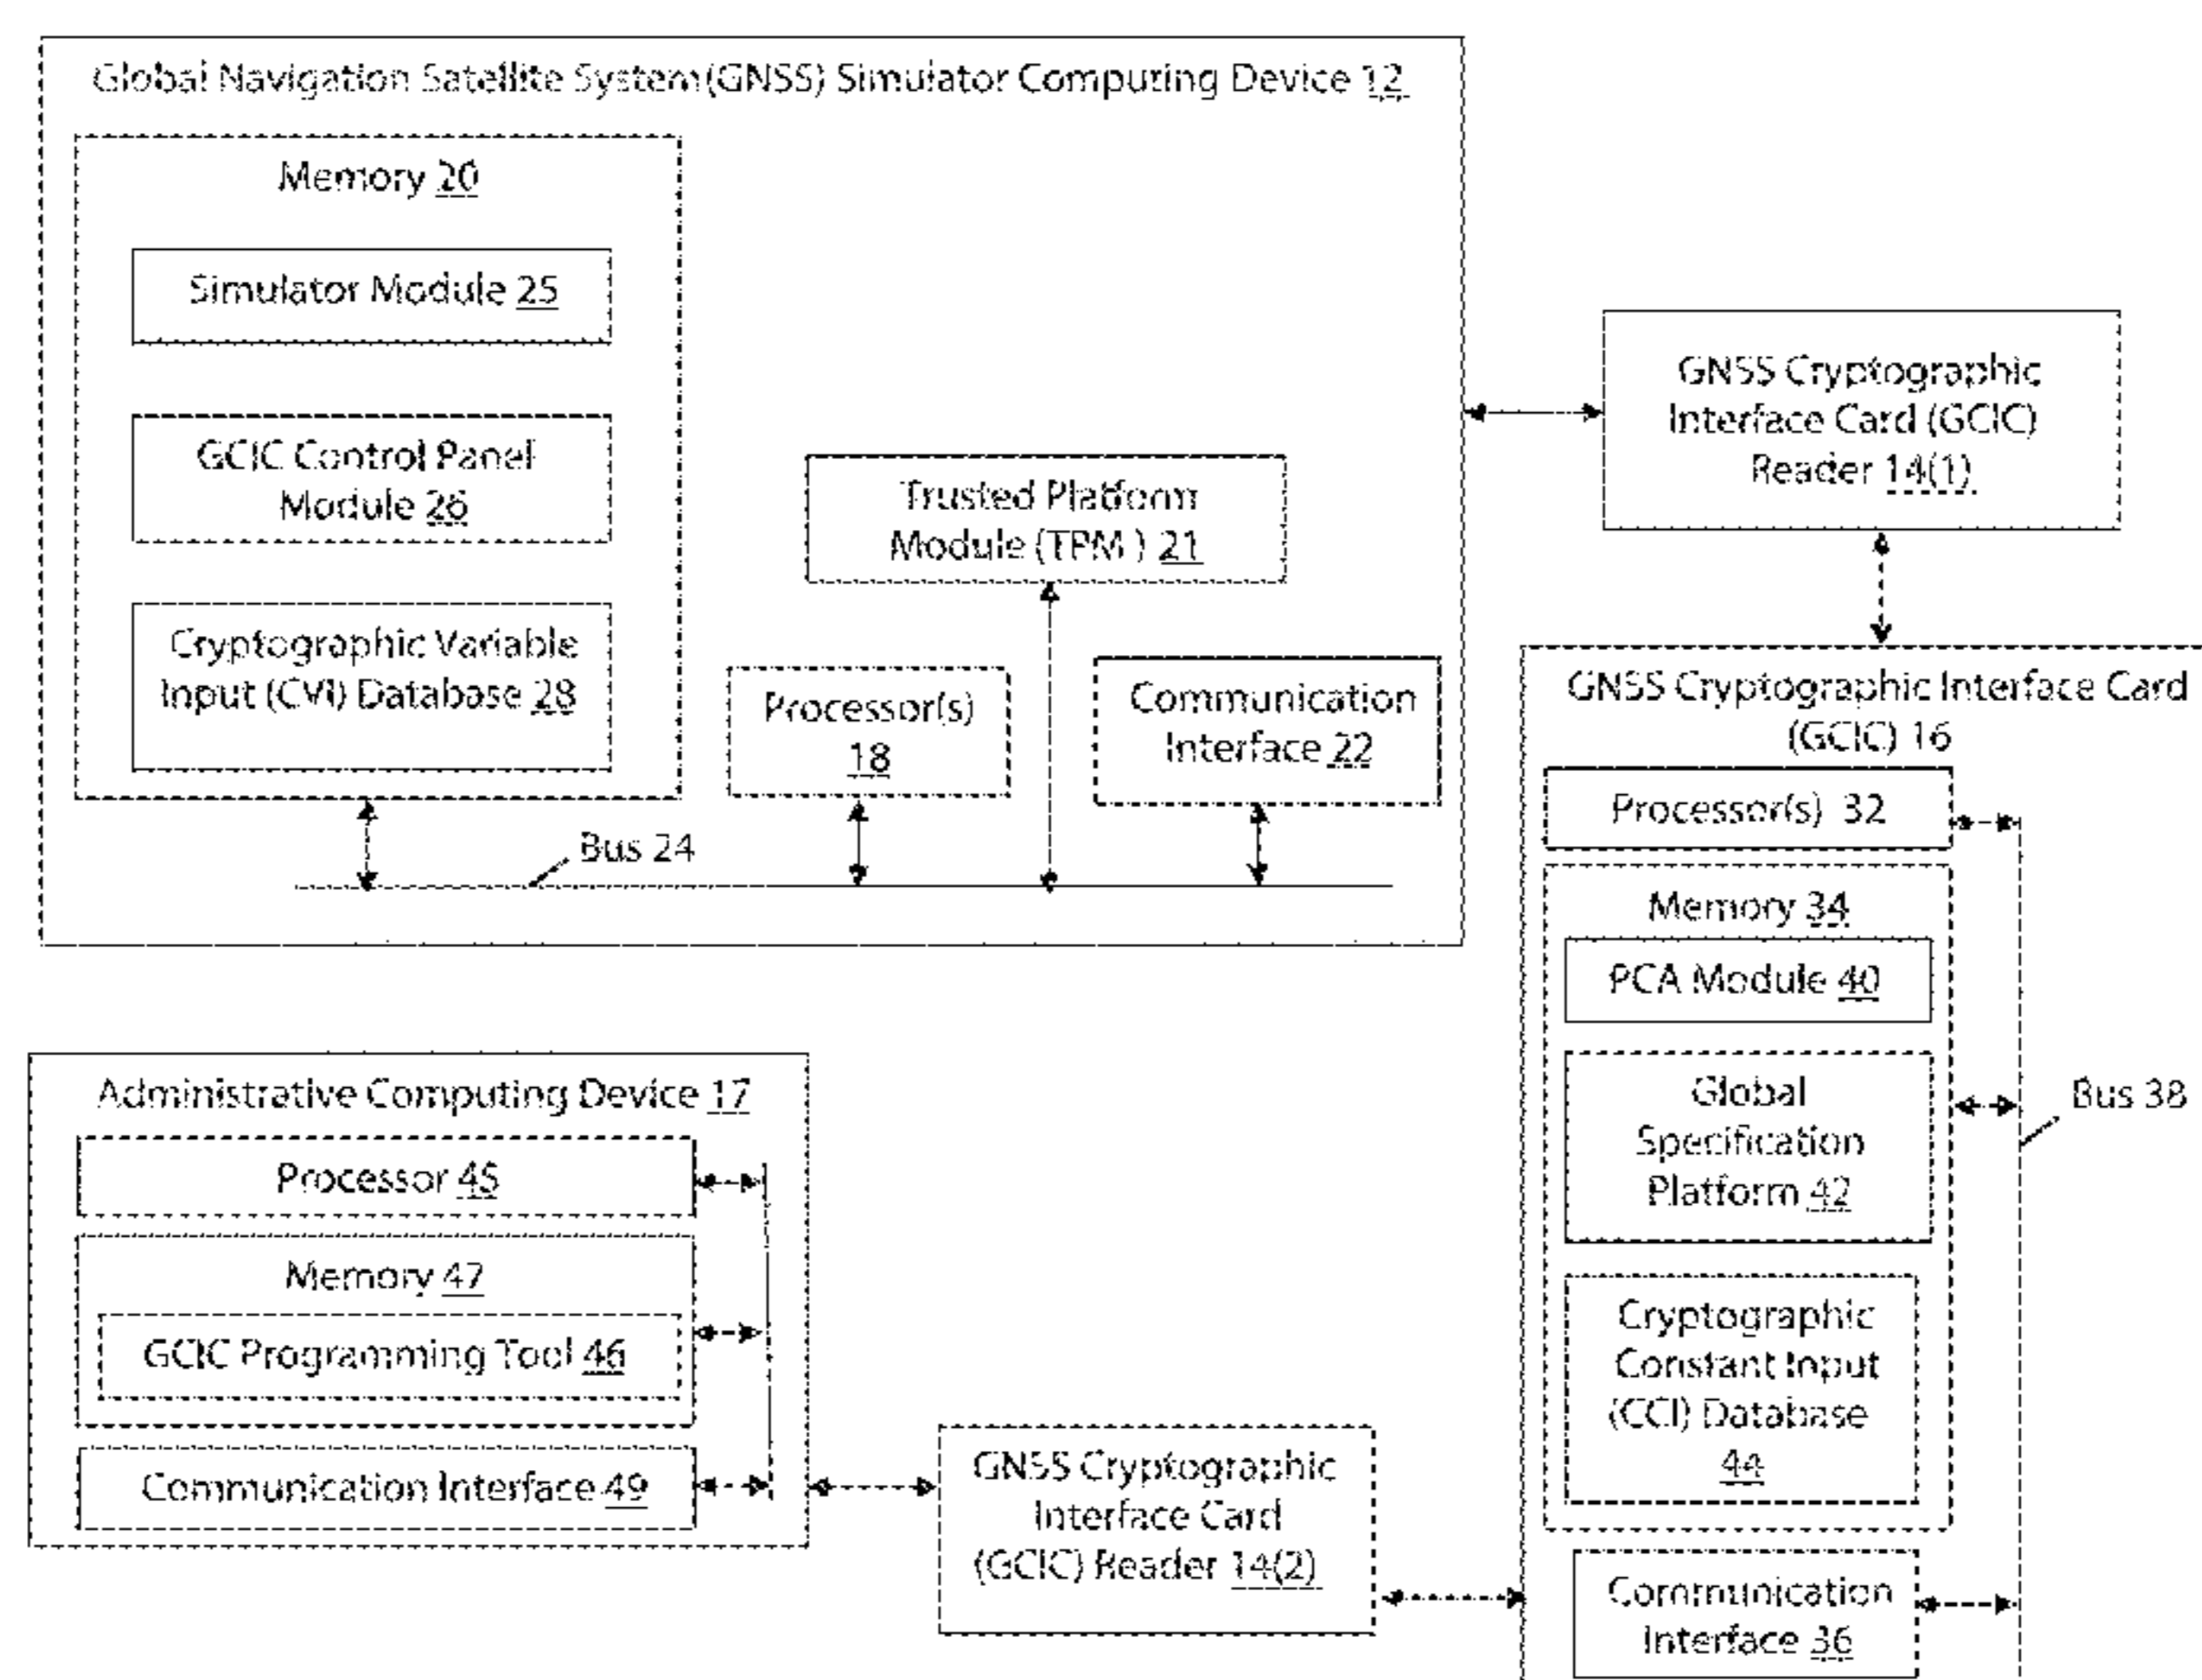 Global Navigation Satellite System (GNSS) Simulator Computing Device 12
Memory 20
Simulator Module 25
GCIC Control Panel
Module 26
Cryptographic Variable
Input (CVI) Database 28
Trusted Platform
Module (TPM ) 21
Processor(s)
18
Communication
Interface 22
Bus 24
GNSS Cryptographic
Interface Card (GCIC)
Reader 14(1)
GNSS Cryptographic Interface Card
(GCIC) 16
Processor(s) 32
Memory 34
PCA Module 40
Global
Specification
Platform 42
Cryptographic
Constant Input
(CCI) Database
44
Communication
Interface 36
Bus 38
Administrative Computing Device 17
Processor 45
Memory 47
GCIC Programming Tool 46
Communication Interface 49
GNSS Cryptographic
Interface Card
(GCIC) Reader 14(2)